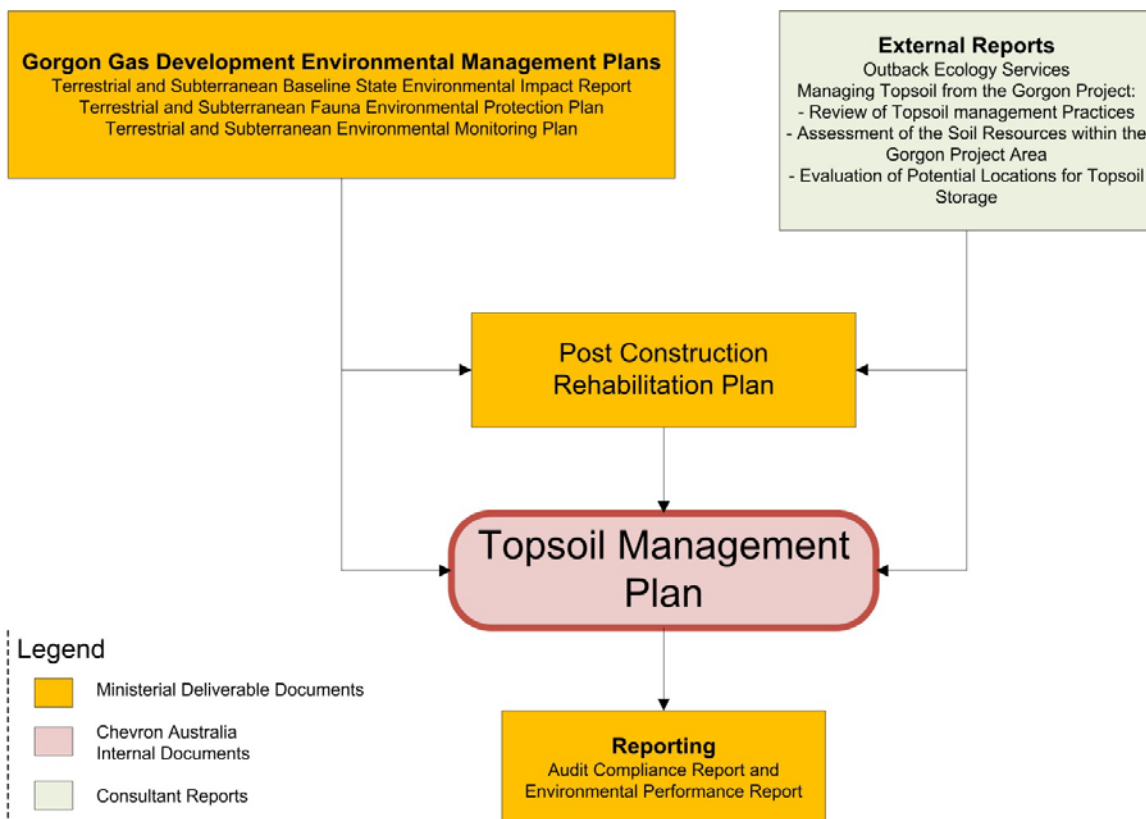 Gorgon Gas Development Environmental Management Plans
Terrestrial and Subterranean Baseline State Environmental Impact Report
Terrestrial and Subterranean Fauna Environmental Protection Plan
Terrestrial and Subterranean Environmental Monitoring Plan
External Reports
Outback Ecology Services
Managing Topsoil from the Gorgon Project:
- Review of Topsoil management Practices
- Assessment of the Soil Resources within the
Gorgon Project Area
- Evaluation of Potential Locations for Topsoil
Storage
Post Construction
Rehabilitation Plan
Topsoil Management
Plan
Legend
Ministerial Deliverable Documents
Chevron Australia
Internal Documents
Consultant Reports
Reporting
Audit Compliance Report and
Environmental Performance Report